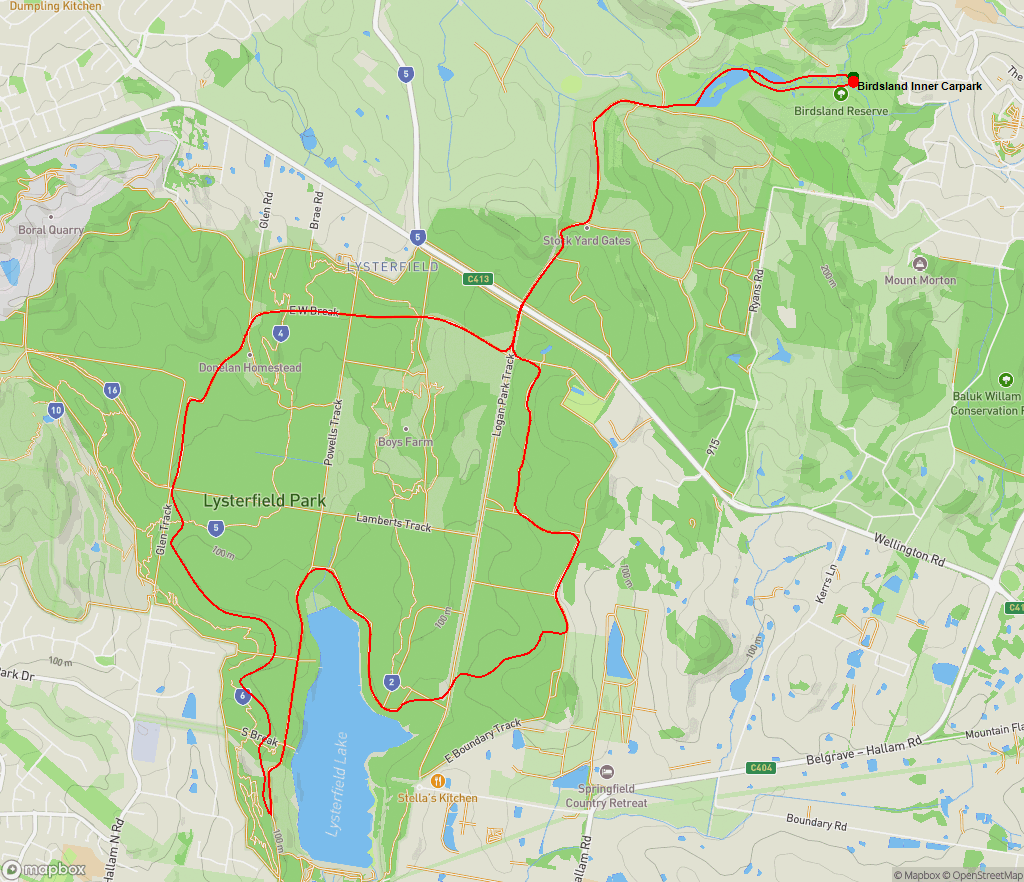 Dumpling Kitchen
5
The
Birdsland Inner Carpark
Birdsland Reserve
Glen Rd
Brae Rd
Boral Quarry
5
Stock Yard Gates
LYSTERFIELD
C413
200 m
Mount Morton
Ryans Rd
E W Break
4
Donelan Homestead
16
10
Logan Park Track
Baluk Willam
Conservation R
Powells Track
Boys Farm
915
Lysterfield Park
Lamberts Track
5
Glen Track
100 m
Wellington Rd
Kerrs Ln
100 m
C41
100 m
100 m
100 m
Park Dr
2
6
S Break
E Boundary Track
Mountain Fla
Belgrave – Hallam Rd
C404
Lysterfield Lake
Stella's Kitchen
Springfield
Country Retreat
Boundary Rd
Hallam N Rd
100 m
Hallam Rd
mapbox
© Mapbox © OpenStreetMap